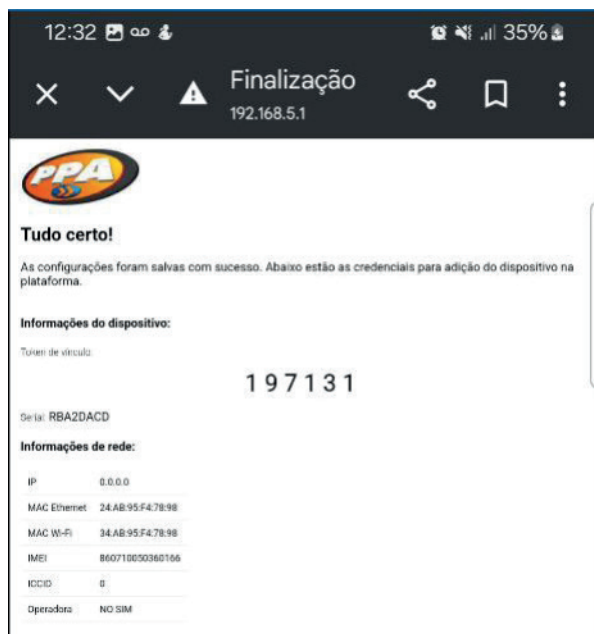 12:32
35%
Finalização
192.168.5.1
PPA
Tudo certo!
As configurações foram salvas com sucesso. Abaixo estão as credenciais para adição do dispositivo na
plataforma.
Informações do dispositivo:
Token de vínculo:
197131
Serial: RBA2DACD
Informações de rede:
IP 0.0.0.0
MAC Ethernet 24:AB:95:F4:78:98
MAC Wi-Fi 34:AB:95:F4:78:98
IMEI 860710050360166
ICCID 0
Operadora NO SIM